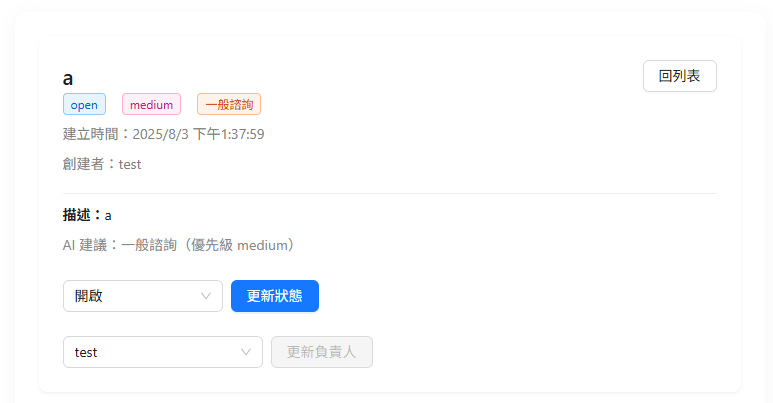 a
回列表
open medium 一般諮詢
建立時間：2025/8/3 下午1:37:59
創建者：test
描述：a
AI 建議：一般諮詢（優先級 medium）
開啟 更新狀態
test 更新負責人